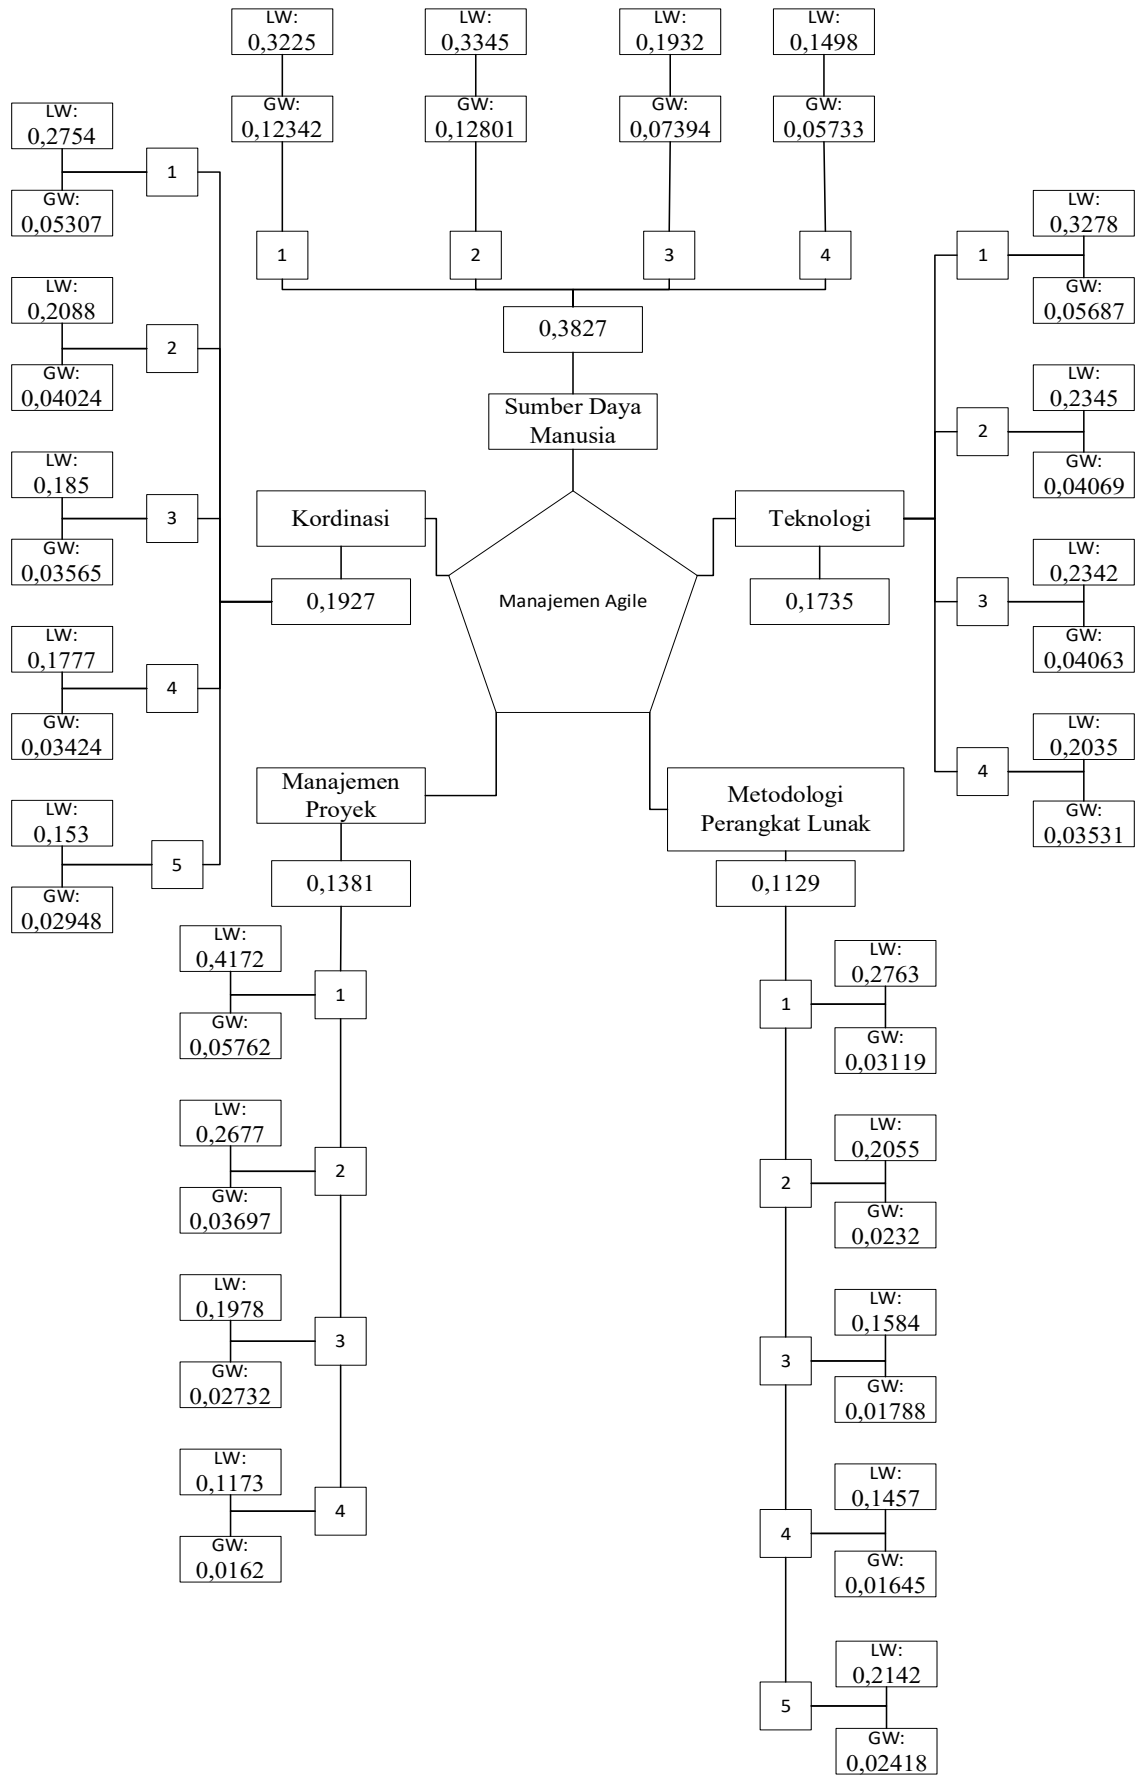 LW:
0,3225
GW:
0,12342
1
LW:
0,3345
GW:
0,12801
2
LW:
0,1932
GW:
0,07394
3
LW:
0,1498
GW:
0,05733
4
0,3827
Sumber Daya
Manusia
LW:
0,2754
1
GW:
0,05307
LW:
0,2088
2
GW:
0,04024
LW:
0,185
3
GW:
0,03565
LW:
0,1777
4
GW:
0,03424
LW:
0,153
5
GW:
0,02948
Kordinasi
0,1927
Manajemen Agile
Teknologi
0,1735
LW:
0,3278
1
GW:
0,05687
LW:
0,2345
2
GW:
0,04069
LW:
0,2342
3
GW:
0,04063
LW:
0,2035
4
GW:
0,03531
Manajemen
Proyek
0,1381
LW:
0,4172
1
GW:
0,05762
LW:
0,2677
2
GW:
0,03697
LW:
0,1978
3
GW:
0,02732
LW:
0,1173
4
GW:
0,0162
Metodologi
Perangkat Lunak
0,1129
LW:
0,2763
1
GW:
0,03119
LW:
0,2055
2
GW:
0,0232
LW:
0,1584
3
GW:
0,01788
LW:
0,1457
4
GW:
0,01645
LW:
0,2142
5
GW:
0,02418